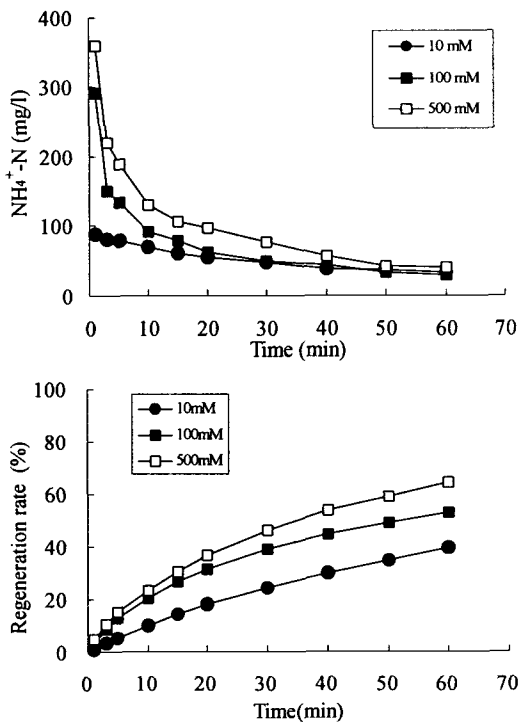 400
300
200
100
0
NH₄⁺-N (mg/l)
10 mM
100 mM
500 mM
0 10 20 30 40 50 60 70
Time (min)
100
80
60
40
20
0
Regeneration rate (%)
10mM
100mM
500mM
0 10 20 30 40 50 60 70
Time(min)